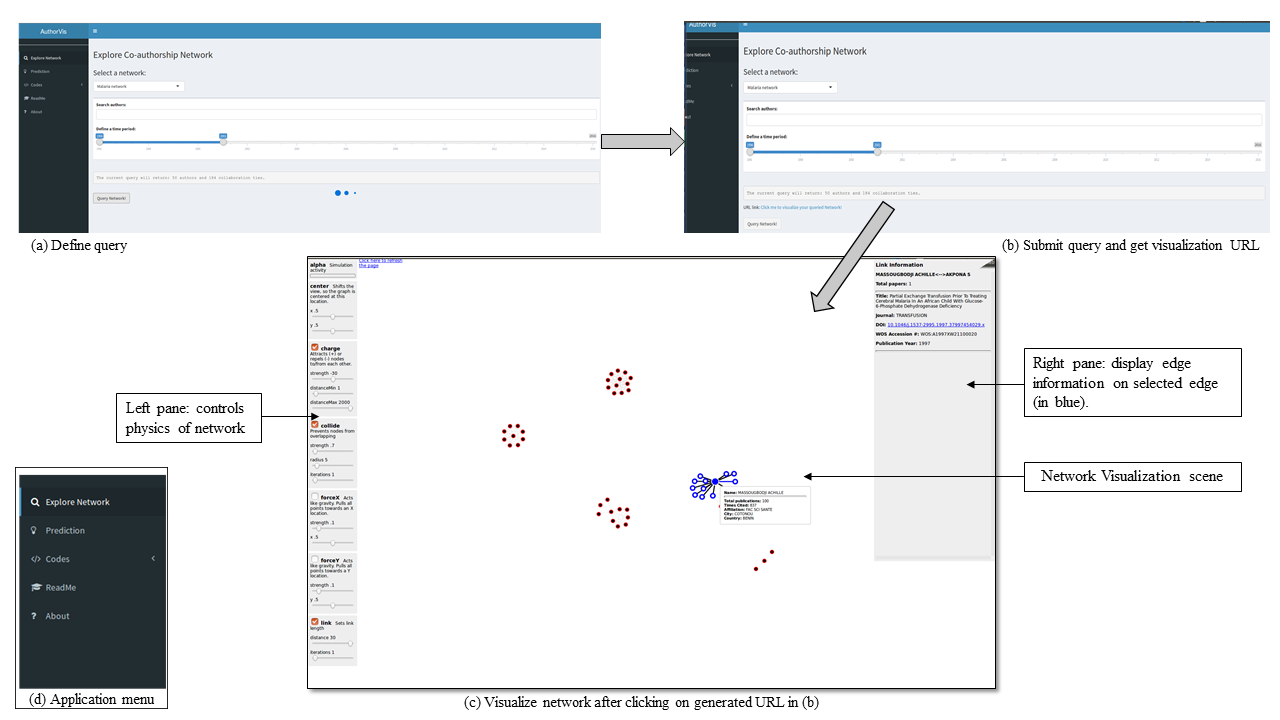 AuthorVis
Explore Network
Prediction
Codes
ReadMe
About
Explore Co-authorship Network
Select a network:
Malaria network
Search authors:
Define a time period:
The current query will return: 50 authors and 184 collaboration ties.
Query Network!
(a) Define query
AuthorVis
Explore Co-authorship Network
Select a network:
Malaria network
Search authors:
Define a time period:
The current query will return: 50 authors and 184 collaboration ties.
URL link: Click me to visualize your queried Network!
Query Network!
(b) Submit query and get visualization URL
alpha Simulation
activity
Click here to refresh
the page
center Shifts the
view, so the graph is
centered at this
location.
x .5
y .5
charge
Attracts (+) or
repels (-) nodes
to/from each other.
strength -30
distanceMin 1
distanceMax 2000
collide
Prevents nodes from
overlapping
strength .7
radius 5
iterations 1
forceX Acts
like gravity. Pulls all
points towards an X
location.
strength .1
x .5
forceY Acts
like gravity. Pulls all
points towards a Y
location.
strength .1
y .5
link Sets link
length
distance 30
iterations 1
Name: MASSOUGBODJI ACHILLE
Total publications: 100
Times Cited: 837
Affiliation: FAC SCI SANTE
City: COTONOU
Country: BENIN
Link Information
MASSOUGBODJI ACHILLE<-->AKPONA S
Total papers: 1
Title: Partial Exchange Transfusion Prior To Treating
Cerebral Malaria In An African Child With Glucose-
6-Phosphate Dehydrogenase Deficiency
Journal: TRANSFUSION
DOI: 10.1046/j.1537-2995.1997.37997454029.x
WOS Accession #: WOS:A1997XW21100020
Publication Year: 1997
Left pane: controls
physics of network
Right pane: display edge
information on selected edge
(in blue).
Network Visualization scene
(c) Visualize network after clicking on generated URL in (b)
Explore Network
Prediction
Codes
ReadMe
About
(d) Application menu